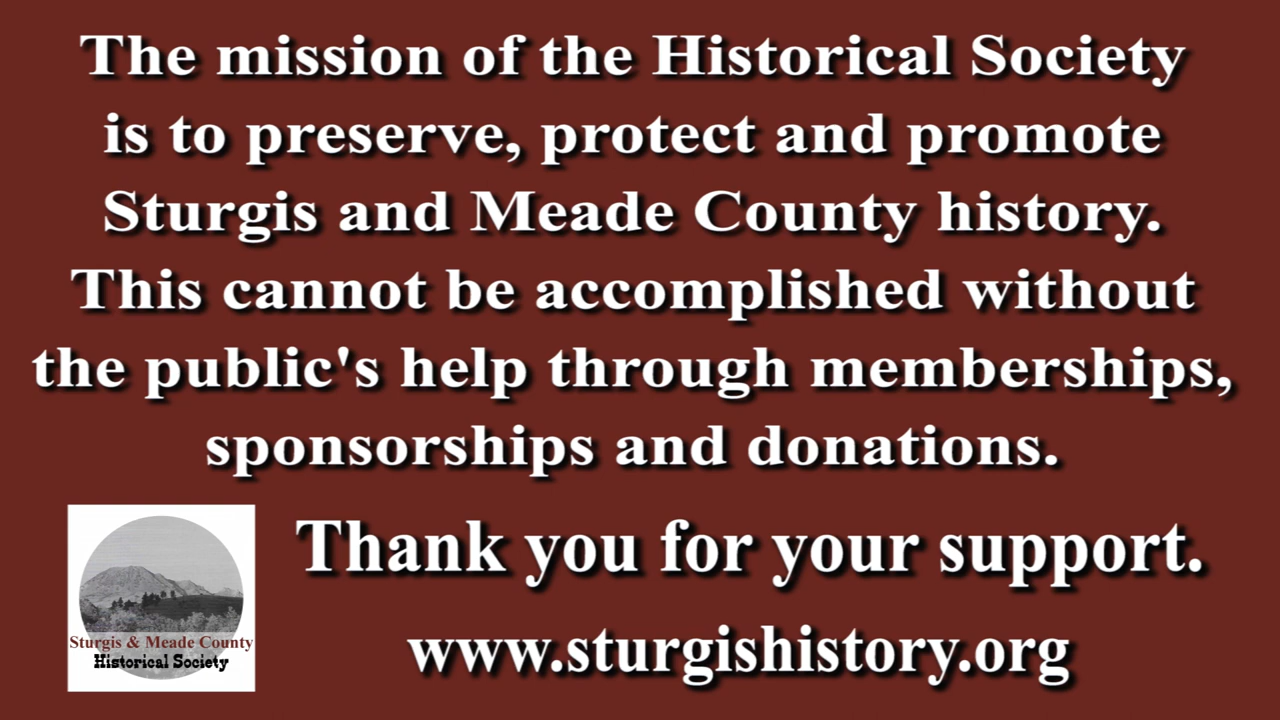 The mission of the Historical Society
is to preserve, protect and promote
Sturgis and Meade County history.
This cannot be accomplished without
the public's help through memberships,
sponsorships and donations.
Thank you for your support.
Sturgis & Meade County
Historical Society
www.sturgishistory.org